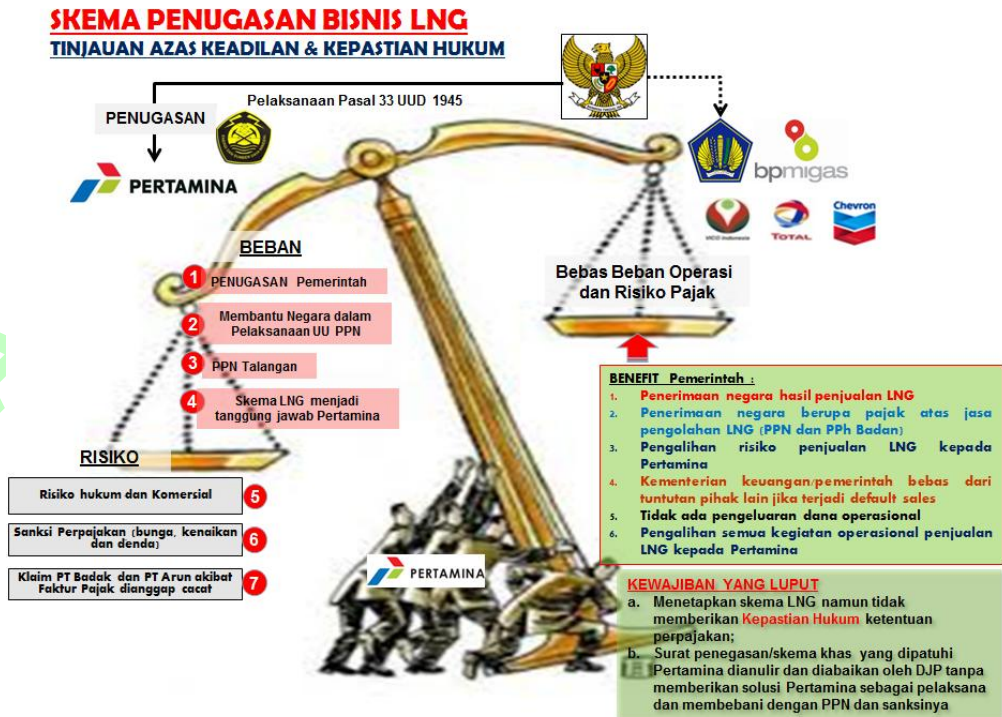 SKEMA PENUGASAN BISNIS LNG
TINJAUAN AZAS KEADILAN & KEPASTIAN HUKUM
Pelaksanaan Pasal 33 UUD 1945
PENUGASAN
PERTAMINA
bpmigas
VICO Indonesia
TOTAL
Chevron
BEBAN
1 PENUGASAN Pemerintah
2 Membantu Negara dalam
Pelaksanaan UU PPN
3 PPN Talangan
4 Skema LNG menjadi
tanggung jawab Pertamina
Bebas Beban Operasi
dan Risiko Pajak
RISIKO
Risiko hukum dan Komersial 5
Sanksi Perpajakan (bunga, kenaikan
dan denda) 6
Klaim PT Badak dan PT Arun akibat
Faktur Pajak dianggap cacat 7
PERTAMINA
BENEFIT Pemerintah :
1. Penerimaan negara hasil penjualan LNG
2. Penerimaan negara berupa pajak atas jasa
pengolahan LNG (PPN dan PPh Badan)
3. Pengalihan risiko penjualan LNG kepada
Pertamina
4. Kementerian keuangan/pemerintah bebas dari
tuntutan pihak lain jika terjadi default sales
5. Tidak ada pengeluaran dana operasional
6. Pengalihan semua kegiatan operasional penjualan
LNG kepada Pertamina
KEWAJIBAN YANG LUPUT
a. Menetapkan skema LNG namun tidak
memberikan Kepastian Hukum ketentuan
perpajakan;
b. Surat penegasan/skema khas yang dipatuhi
Pertamina dianulir dan diabaikan oleh DJP tanpa
memberikan solusi Pertamina sebagai pelaksana
dan membebani dengan PPN dan sanksinya